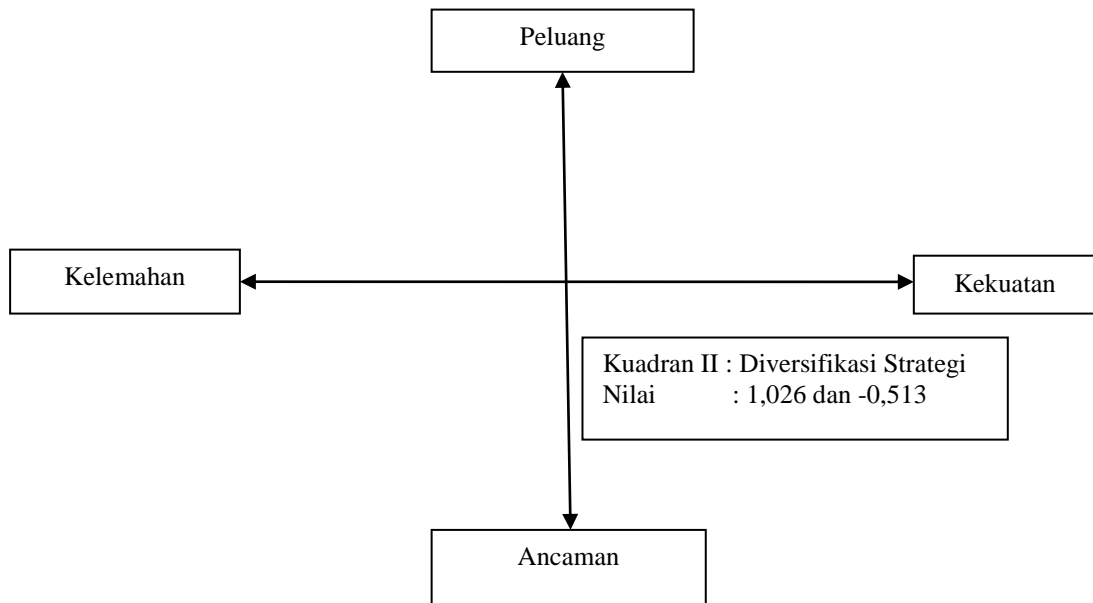 Peluang
Kelemahan
Kekuatan
Kuadran II : Diversifikasi Strategi
Nilai : 1,026 dan -0,513
Ancaman